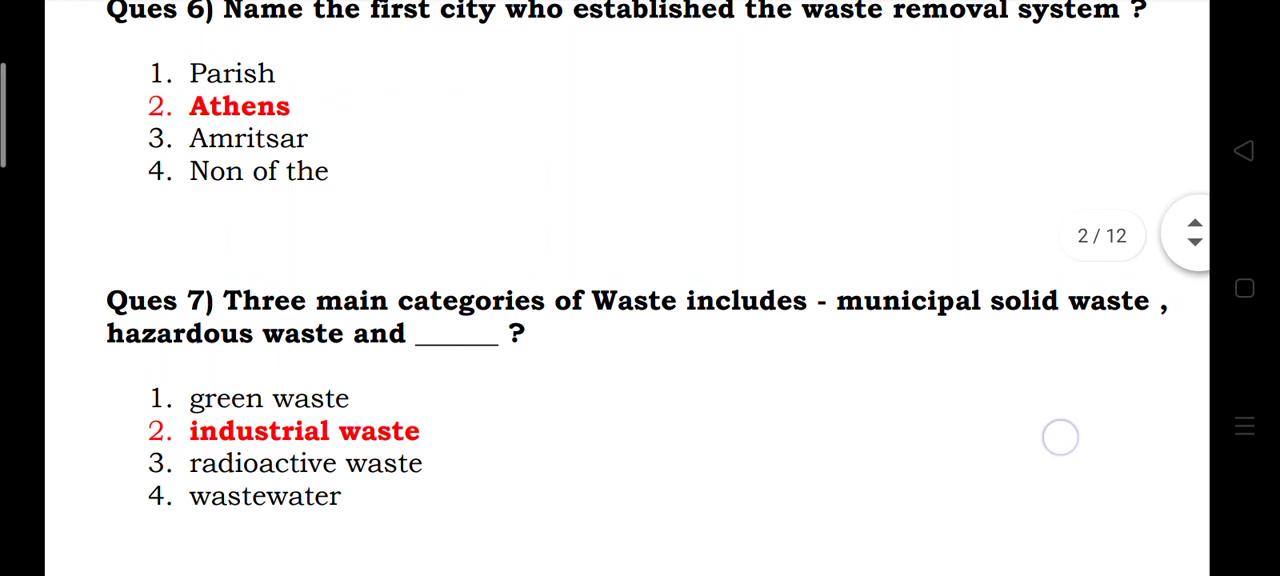 Ques 6) Name the first city who established the waste removal system ?
1. Parish
2. Athens
3. Amritsar
4. Non of the
2 / 12
Ques 7) Three main categories of Waste includes - municipal solid waste ,
hazardous waste and ______ ?
1. green waste
2. industrial waste
3. radioactive waste
4. wastewater